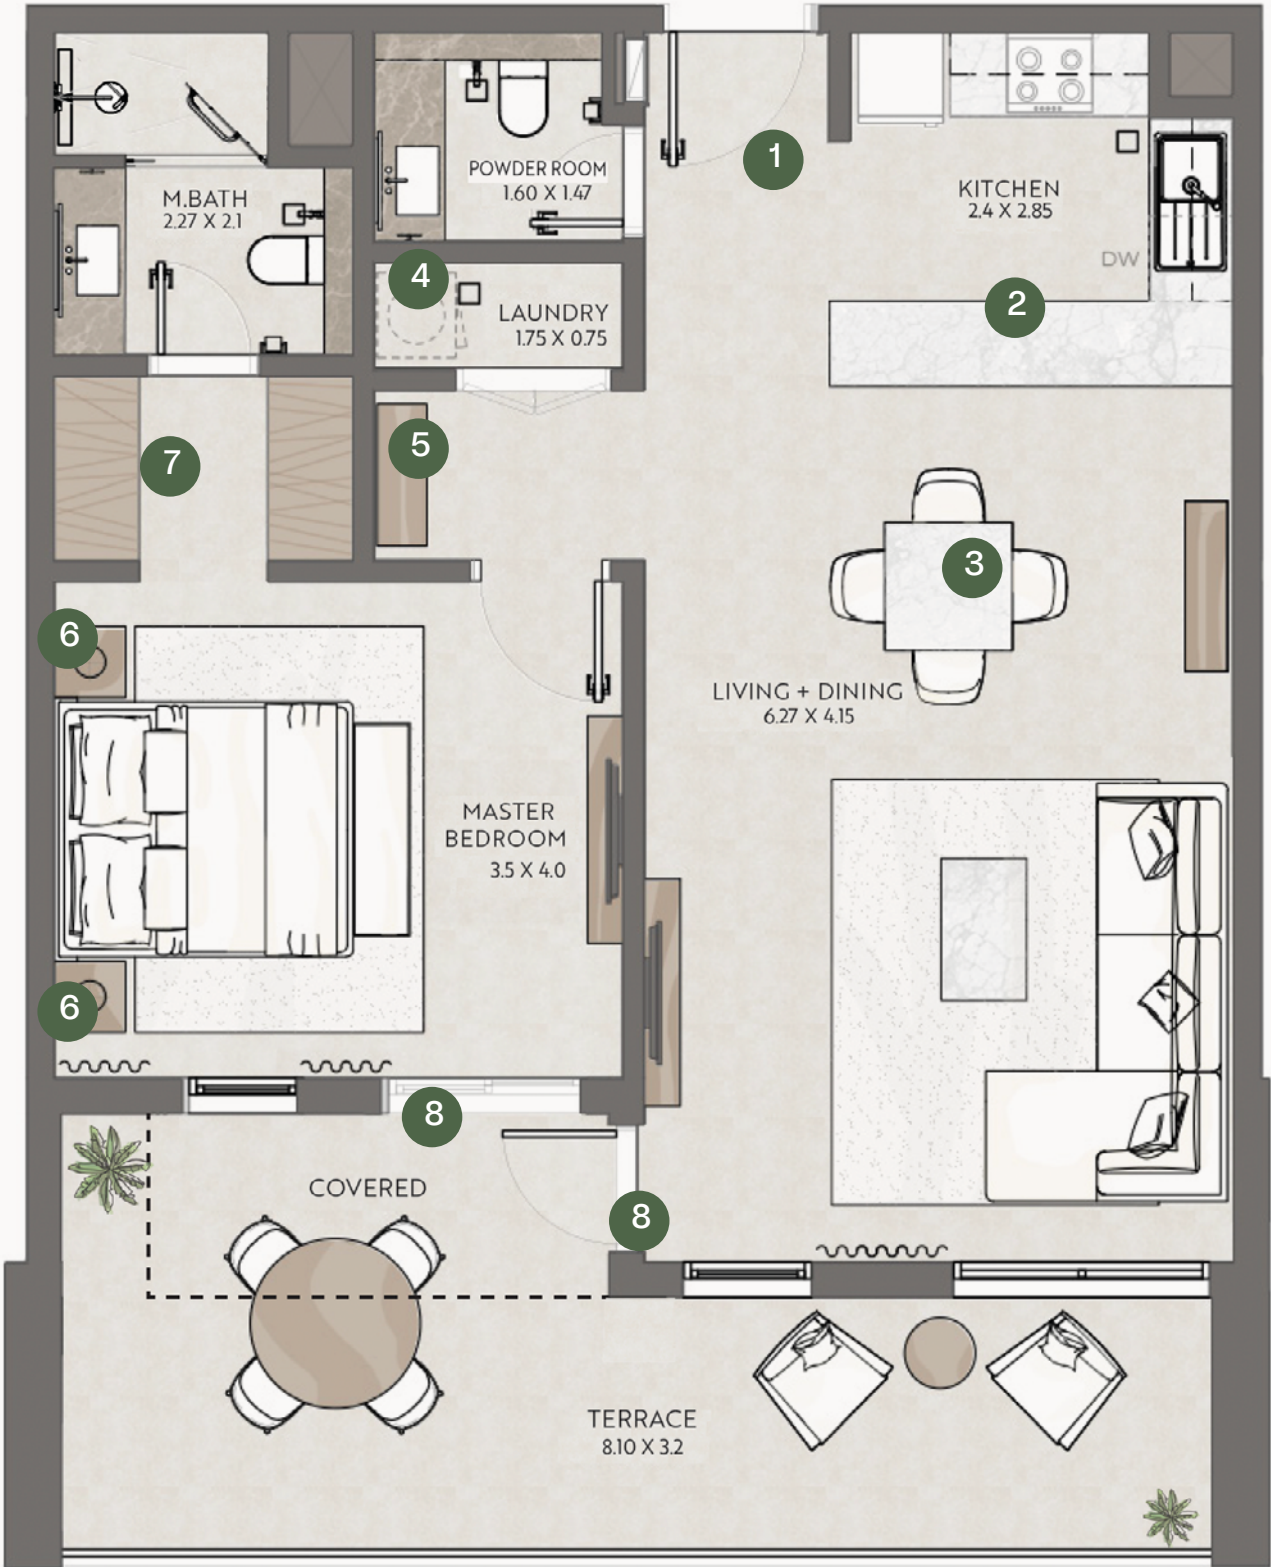 1
POWDER ROOM
1.60 X 1.47
M.BATH
2.27 X 2.1
KITCHEN
2.4 X 2.85
DW
4
2
LAUNDRY
1.75 X 0.75
5
7
3
6
LIVING + DINING
6.27 X 4.15
MASTER
BEDROOM
3.5 X 4.0
6
8
COVERED
8
TERRACE
8.10 X 3.2